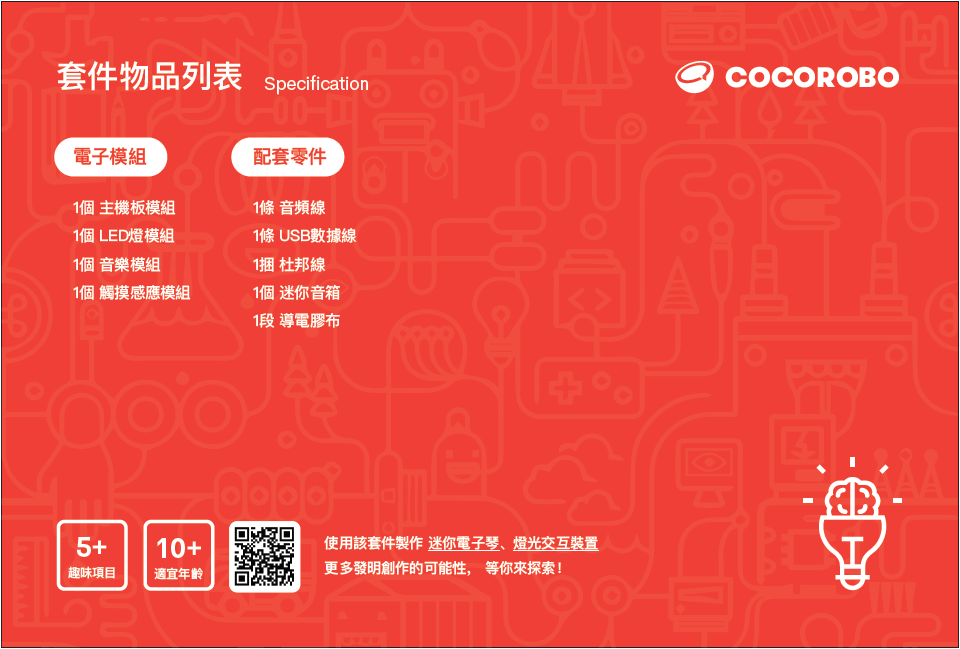 套件物品列表 Specification
COCOROBO
電子模組
1個 主機板模組
1個 LED燈模組
1個 音樂模組
1個 觸摸感應模組
配套零件
1條 音頻線
1條 USB數據線
1捆 杜邦線
1個 迷你音箱
1段 導電膠布
5+
趣味項目
10+
適宜年齡
使用該套件製作 迷你電子琴、燈光交互裝置
更多發明創作的可能性， 等你來探索！